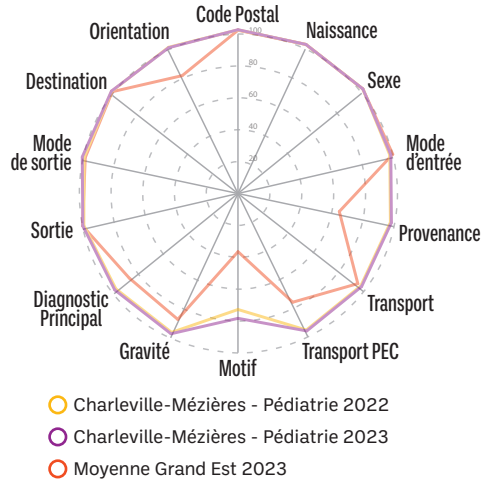 Code Postal
Orientation
Naissance
Destination
Sexe
Mode
de sortie
Mode
d'entrée
Sortie
Provenance
Diagnostic
Principal
Transport
Gravité
Transport PEC
Motif
100
80
60
40
20
Charleville-Mézières - Pédiatrie 2022
Charleville-Mézières - Pédiatrie 2023
Moyenne Grand Est 2023